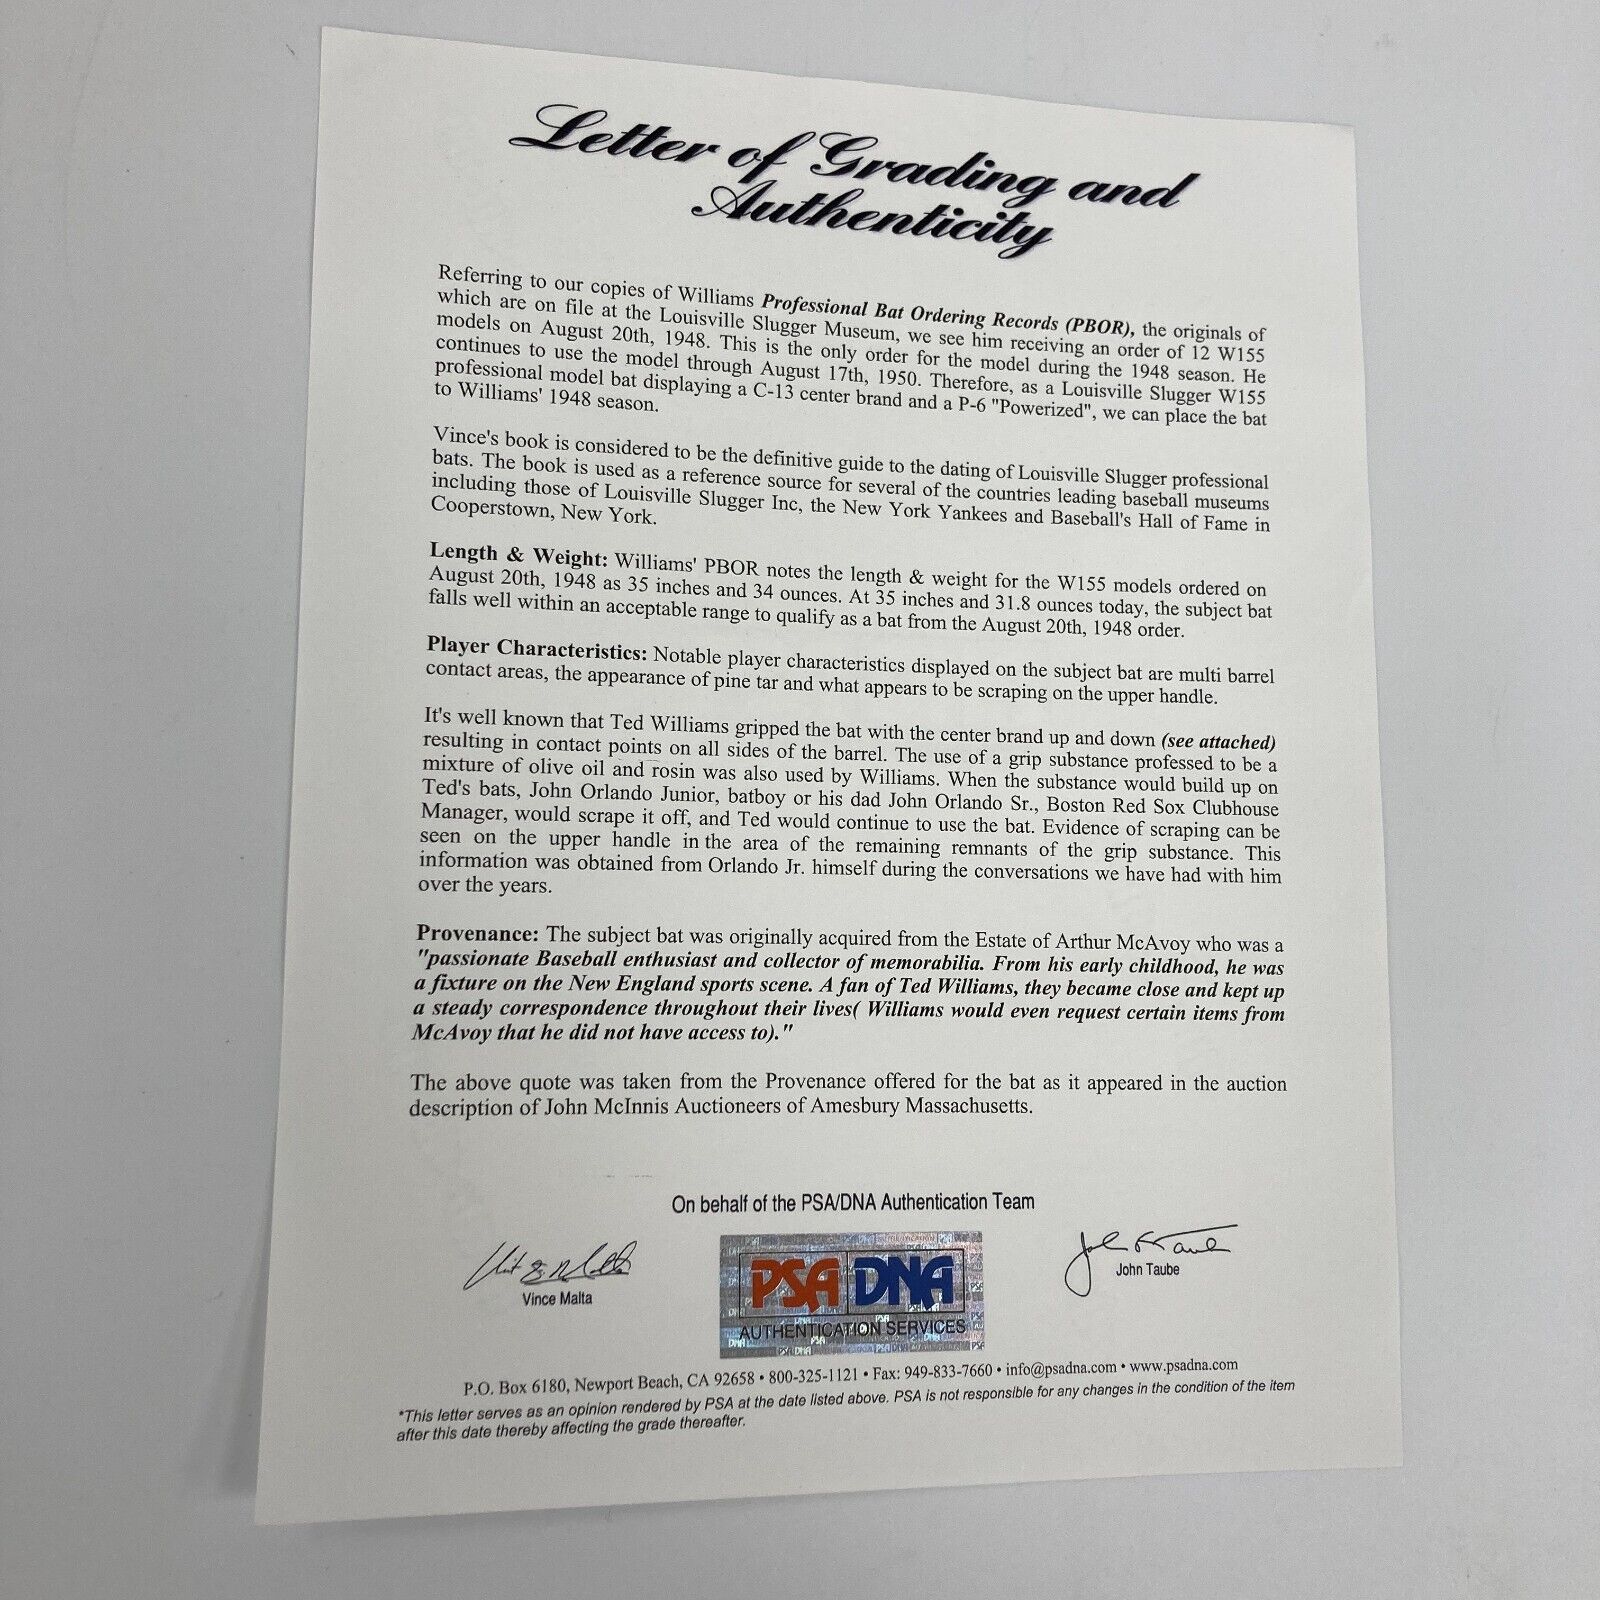 Letter of Grading and
Authenticity
Referring to our copies of Williams Professional Bat Ordering Records (PBOR), the originals of
which are on file at the Louisville Slugger Museum, we see him receiving an order of 12 W155
models on August 20th, 1948. This is the only order for the model during the 1948 season. He
continues to use the model through August 17th, 1950. Therefore, as a Louisville Slugger W155
professional model bat displaying a C-13 center brand and a P-6 "Powerized", we can place the bat
to Williams' 1948 season.
Vince's book is considered to be the definitive guide to the dating of Louisville Slugger professional
bats. The book is used as a reference source for several of the countries leading baseball museums
including those of Louisville Slugger Inc, the New York Yankees and Baseball's Hall of Fame in
Cooperstown, New York.
Length & Weight: Williams' PBOR notes the length & weight for the W155 models ordered on
August 20th, 1948 as 35 inches and 34 ounces. At 35 inches and 31.8 ounces today, the subject bat
falls well within an acceptable range to qualify as a bat from the August 20th, 1948 order.
Player Characteristics: Notable player characteristics displayed on the subject bat are multi barrel
contact areas, the appearance of pine tar and what appears to be scraping on the upper handle.
It's well known that Ted Williams gripped the bat with the center brand up and down (see attached)
resulting in contact points on all sides of the barrel. The use of a grip substance professed to be a
mixture of olive oil and rosin was also used by Williams. When the substance would build up on
Ted's bats, John Orlando Junior, batboy or his dad John Orlando Sr., Boston Red Sox Clubhouse
Manager, would scrape it off, and Ted would continue to use the bat. Evidence of scraping can be
seen on the upper handle in the area of the remaining remnants of the grip substance. This
information was obtained from Orlando Jr. himself during the conversations we have had with him
over the years.
Provenance: The subject bat was originally acquired from the Estate of Arthur McAvoy who was a
"passionate Baseball enthusiast and collector of memorabilia. From his early childhood, he was
a fixture on the New England sports scene. A fan of Ted Williams, they became close and kept up
a steady correspondence throughout their lives( Williams would even request certain items from
McAvoy that he did not have access to)."
The above quote was taken from the Provenance offered for the bat as it appeared in the auction
description of John McInnis Auctioneers of Amesbury Massachusetts.
On behalf of the PSA/DNA Authentication Team
Vince Malta
PSA DNA
AUTHENTICATION SERVICES
John Taube
P.O. Box 6180, Newport Beach, CA 92658 • 800-325-1121 • Fax: 949-833-7660 • info@psadna.com • www.psadna.com
*This letter serves as an opinion rendered by PSA at the date listed above. PSA is not responsible for any changes in the condition of the item
after this date thereby affecting the grade thereafter.